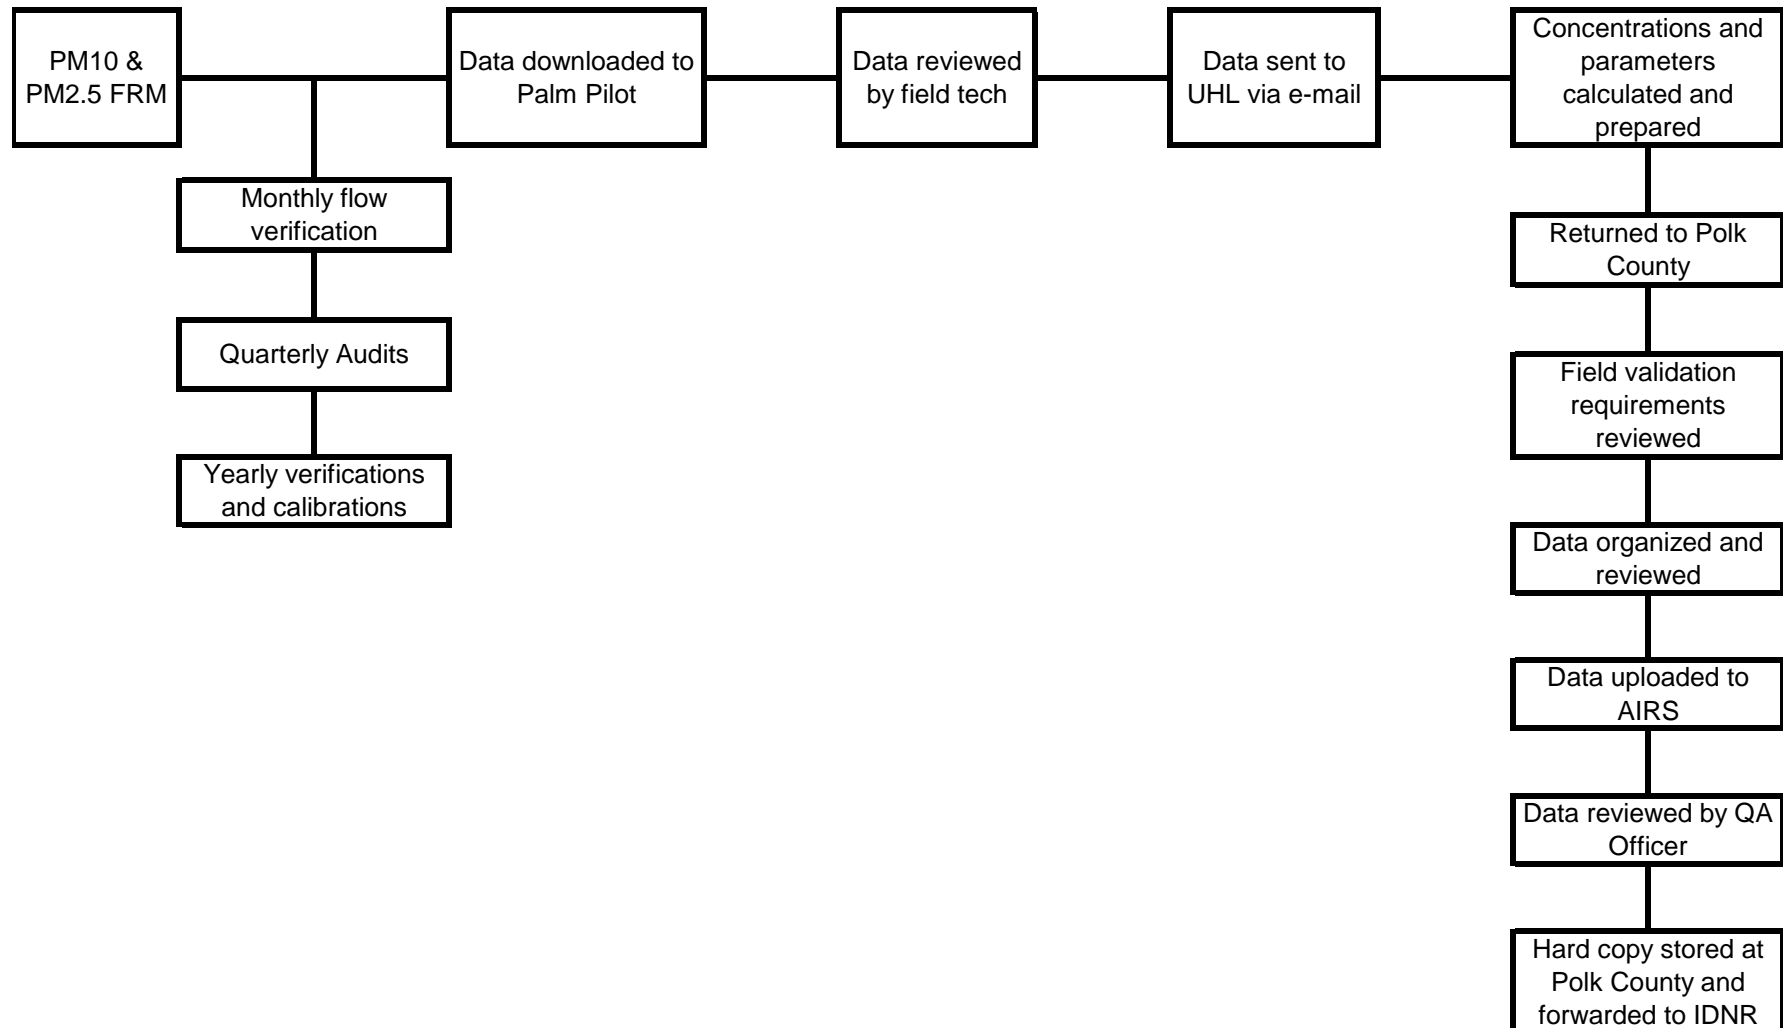 PM10 &
PM2.5 FRM
Data downloaded to
Palm Pilot
Data reviewed
by field tech
Data sent to
UHL via e-mail
Concentrations and
parameters
calculated and
prepared
Monthly flow
verification
Quarterly Audits
Yearly verifications
and calibrations
Returned to Polk
County
Field validation
requirements
reviewed
Data organized and
reviewed
Data uploaded to
AIRS
Data reviewed by QA
Officer
Hard copy stored at
Polk County and
forwarded to IDNR